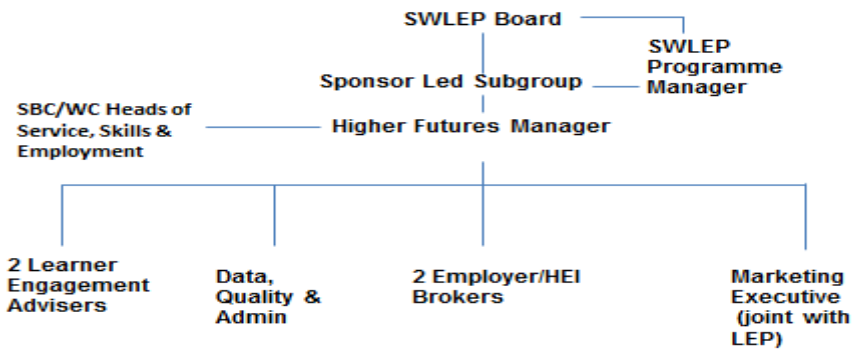 SWLEP Board
SWLEP
Programme
Manager
Sponsor Led Subgroup
SBC/WC Heads of
Service, Skills &
Employment
Higher Futures Manager
2 Learner
Engagement
Advisers
Data,
Quality &
Admin
2 Employer/HEI
Brokers
Marketing
Executive
(joint with
LEP)